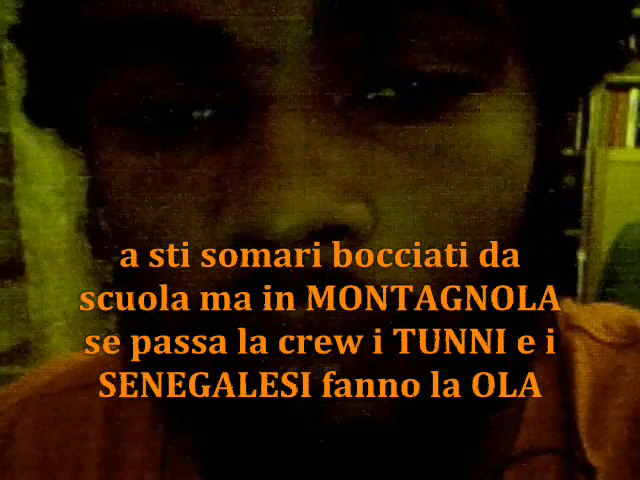 a sti somari bocciati da
scuola ma in MONTAGNOLA
se passa la crew i TUNNI e i
SENEGALESI fanno la OLA